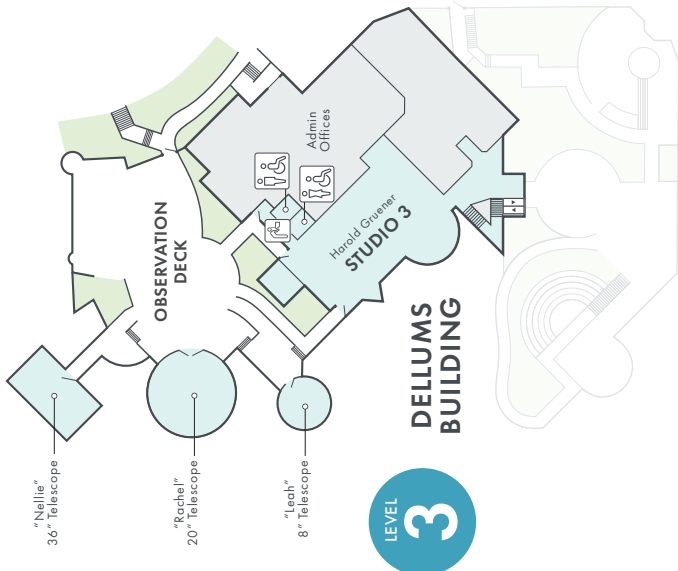 "Nellie"
36" Telescope
"Rachel"
20" Telescope
"Leah"
8" Telescope
OBSERVATION
DECK
Admin
Offices
Harold Gruener
STUDIO 3
DELLUMS
BUILDING
LEVEL
3